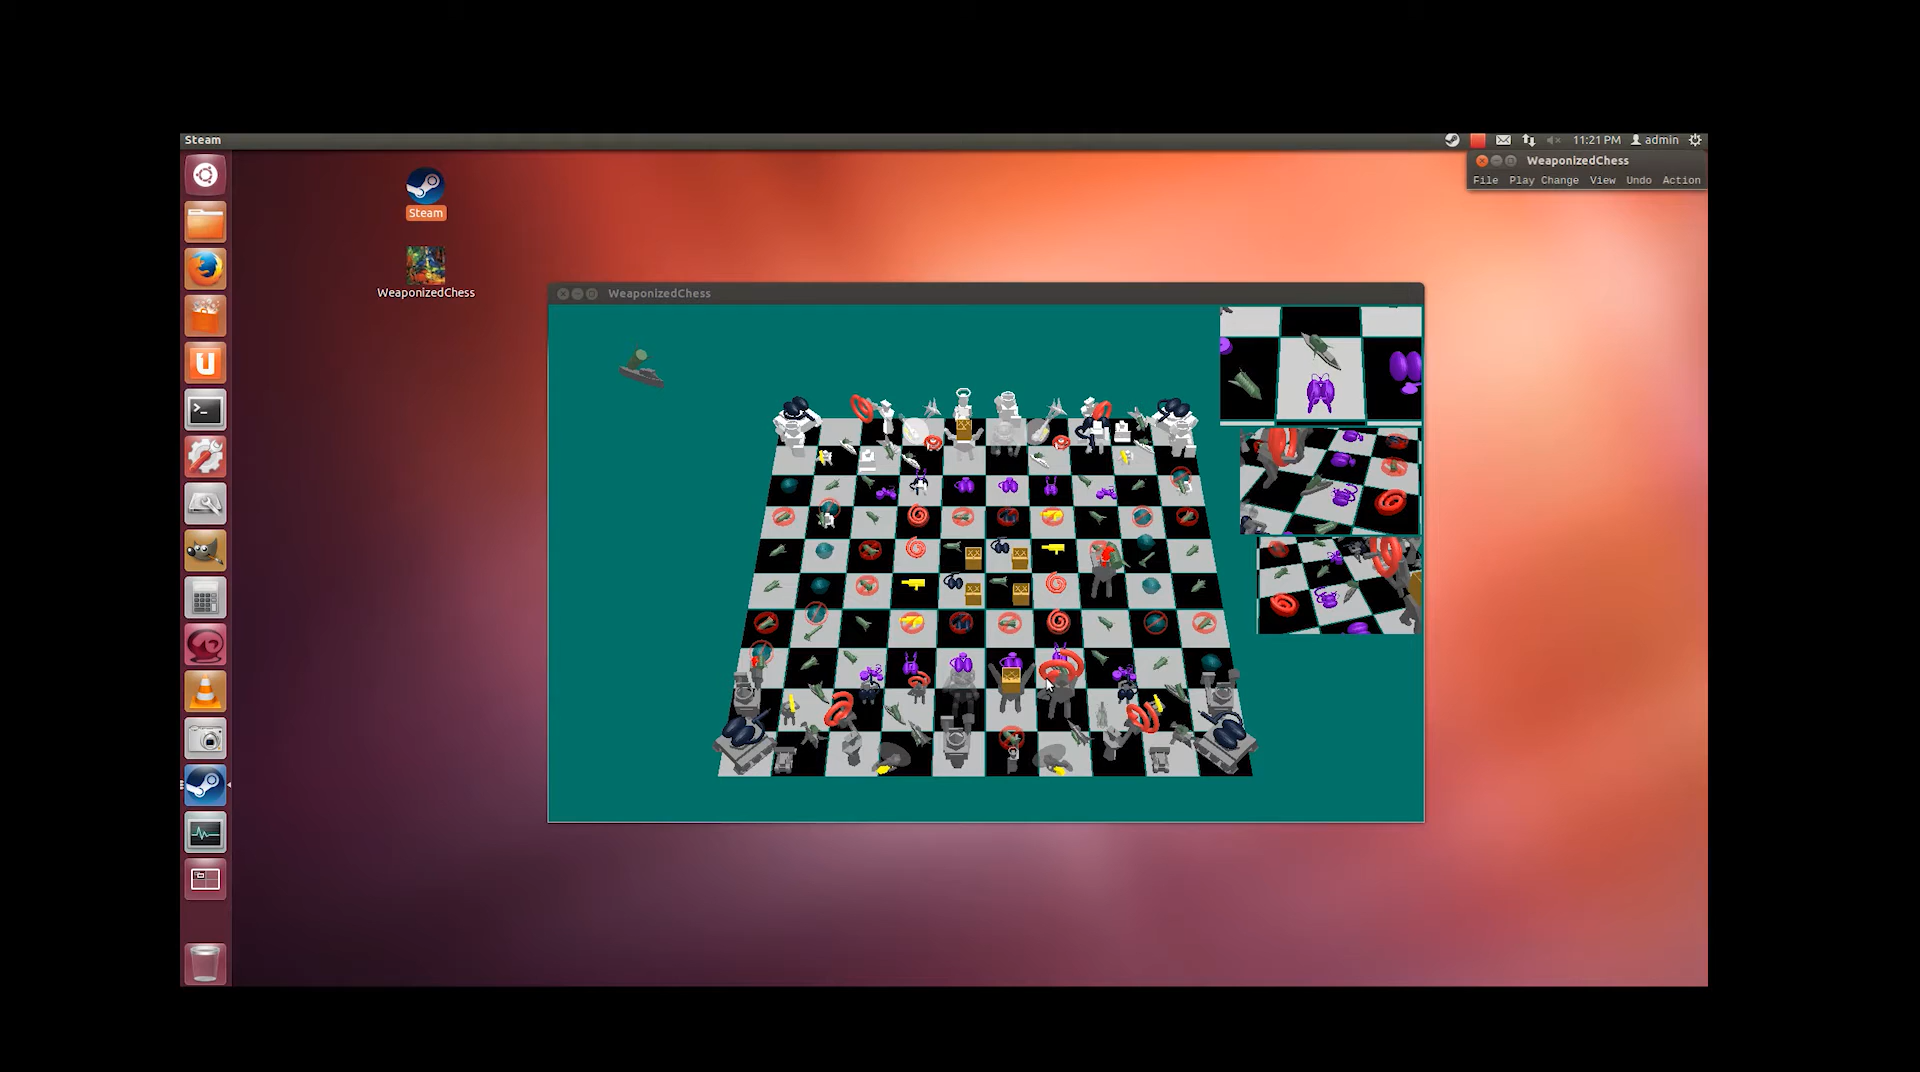 Steam
11:21 PM admin
WeaponizedChess
File Play Change View Undo Action
Steam
WeaponizedChess
WeaponizedChess